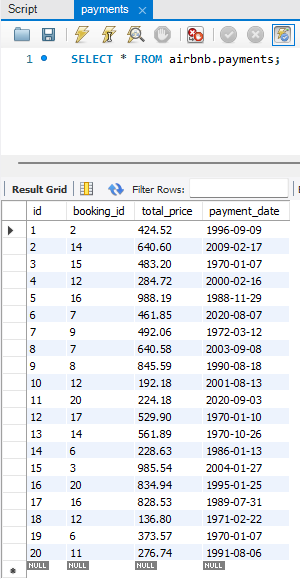 Script payments
1 SELECT * FROM airbnb.payments;
Result Grid Filter Rows:
id booking_id total_price payment_date
1 2 424.52 1996-09-09
2 14 640.60 2009-02-17
3 15 483.20 1970-01-07
4 12 284.72 2000-02-16
5 16 988.19 1988-11-29
6 7 461.85 2020-08-07
7 9 492.06 1972-03-12
8 7 640.58 2003-09-08
9 8 845.59 1990-08-18
10 12 192.18 2001-08-13
11 20 224.18 2020-09-03
12 17 529.90 1970-01-10
13 14 561.89 1970-10-26
14 6 228.63 1986-01-13
15 3 985.54 2004-01-27
16 20 834.94 1995-01-25
17 16 828.53 1989-07-31
18 12 136.80 1971-02-22
19 6 373.57 1970-01-07
20 11 276.74 1991-08-06
NULL NULL NULL NULL